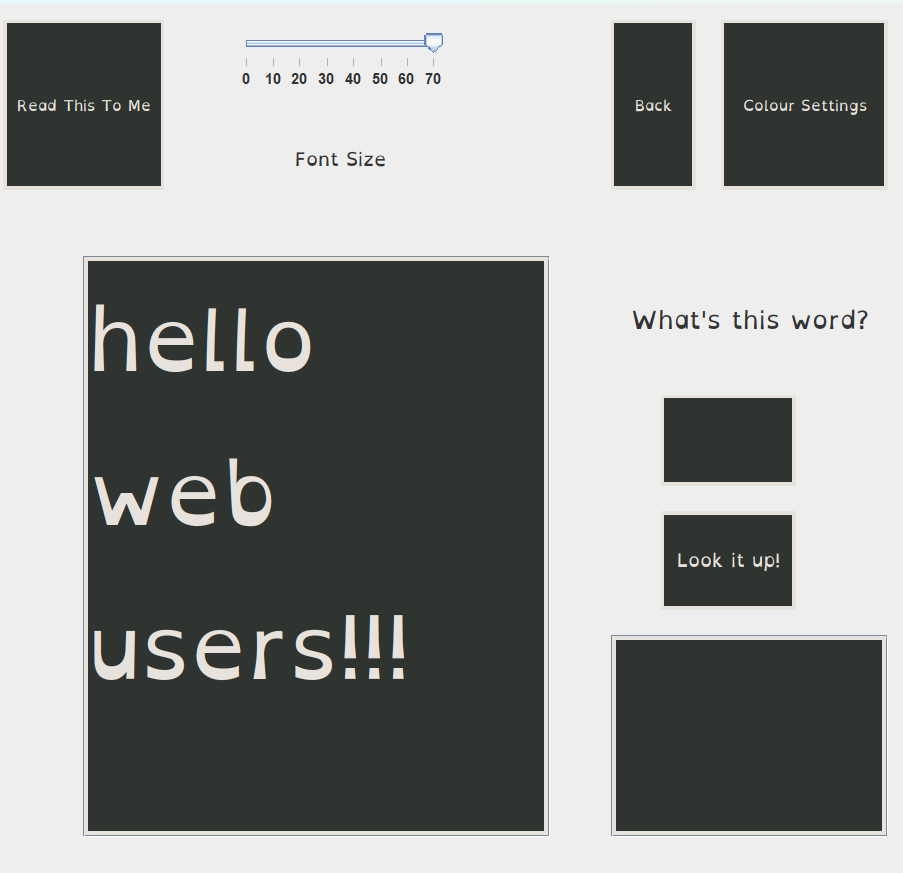 Read This To Me
0 10 20 30 40 50 60 70
Font Size
Back
Colour Settings
hello
web
users!!!
What's this word?
Look it up!